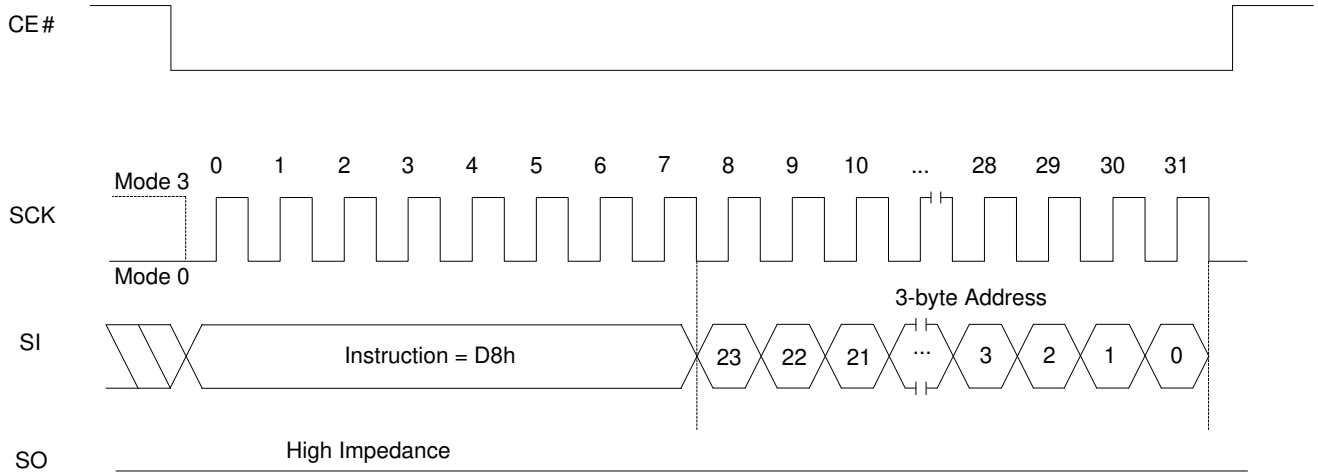 CE#
0 1 2 3 4 5 6 7 8 9 10 ... 28 29 30 31
Mode 3
SCK
Mode 0
3-byte Address
SI
Instruction = D8h
23 22 21 ... 3 2 1 0
High Impedance
SO